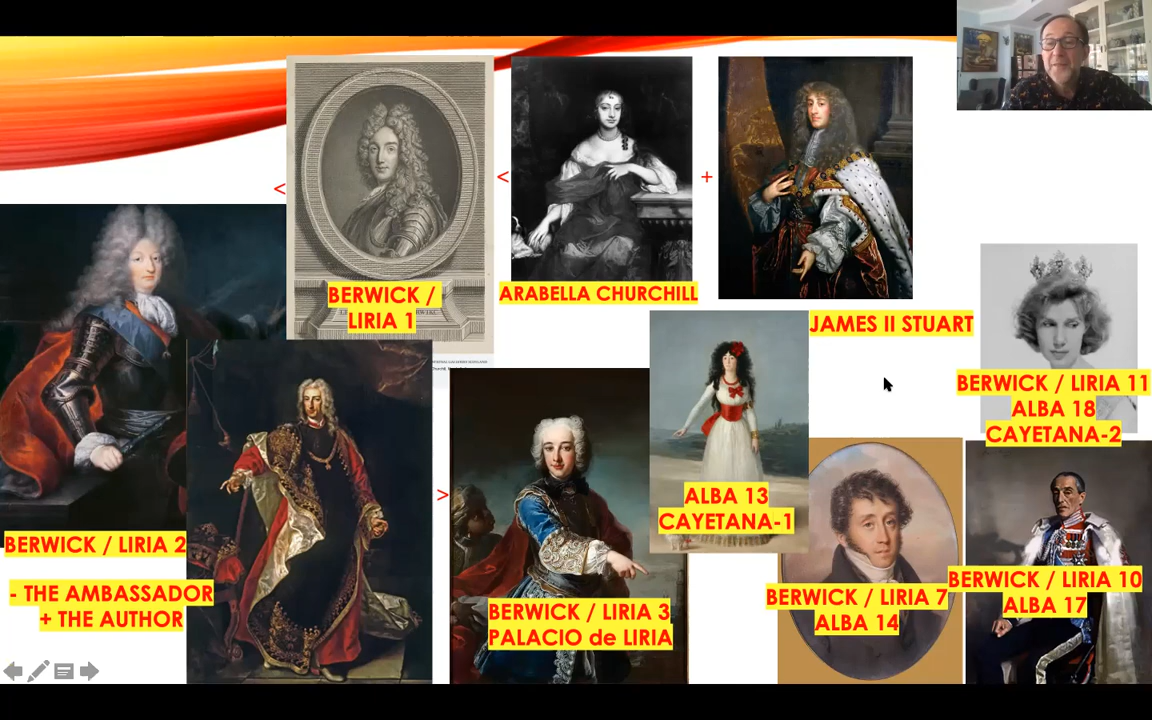 <
<
+
BERWICK /
LIRIA 1
ARABELLA CHURCHILL
JAMES II STUART
BERWICK / LIRIA 11
ALBA 18
CAYETANA-2
BERWICK / LIRIA 2
- THE AMBASSADOR
+ THE AUTHOR
>
BERWICK / LIRIA 3
PALACIO de LIRIA
ALBA 13
CAYETANA-1
BERWICK / LIRIA 7
ALBA 14
BERWICK / LIRIA 10
ALBA 17